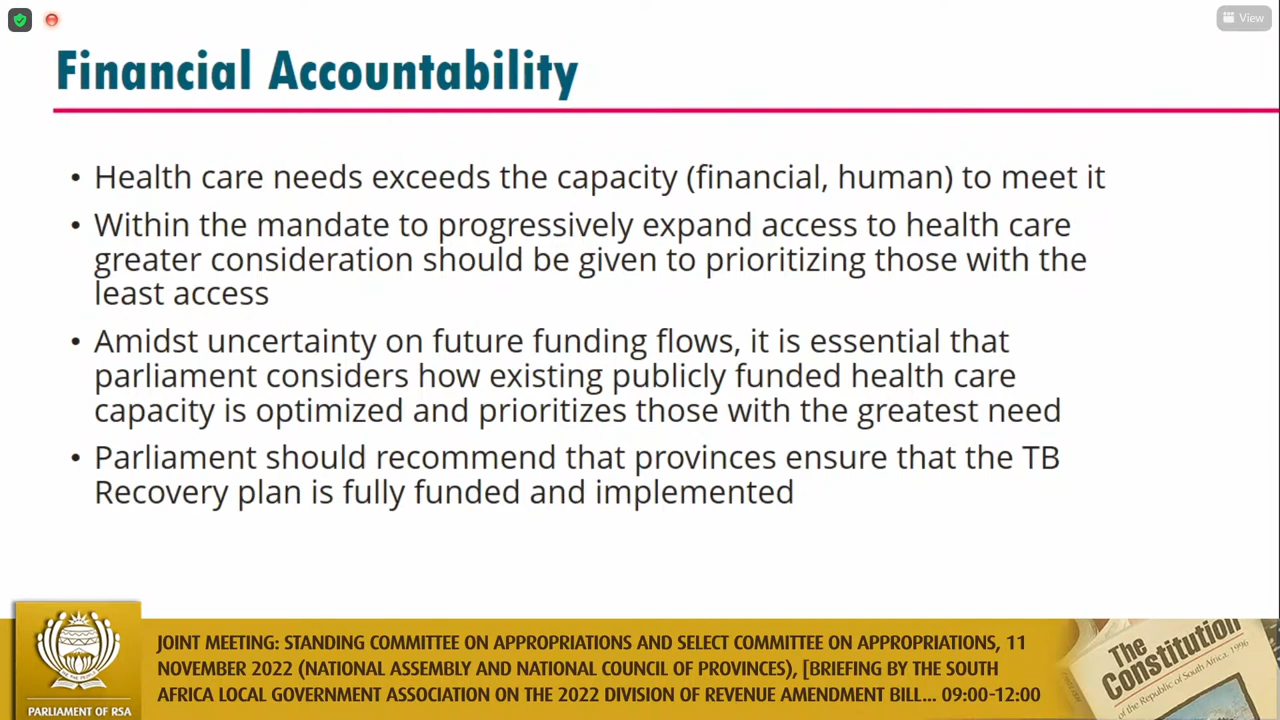 View
Financial Accountability
• Health care needs exceeds the capacity (financial, human) to meet it
• Within the mandate to progressively expand access to health care
greater consideration should be given to prioritizing those with the
least access
• Amidst uncertainty on future funding flows, it is essential that
parliament considers how existing publicly funded health care
capacity is optimized and prioritizes those with the greatest need
• Parliament should recommend that provinces ensure that the TB
Recovery plan is fully funded and implemented
JOINT MEETING: STANDING COMMITTEE ON APPROPRIATIONS AND SELECT COMMITTEE ON APPROPRIATIONS, 11
NOVEMBER 2022 (NATIONAL ASSEMBLY AND NATIONAL COUNCIL OF PROVINCES), [BRIEFING BY THE SOUTH
AFRICA LOCAL GOVERNMENT ASSOCIATION ON THE 2022 DIVISION OF REVENUE AMENDMENT BILL... 09:00-12:00
PARLIAMENT OF RSA
The
Constitution
of the Republic of South Africa, 1996